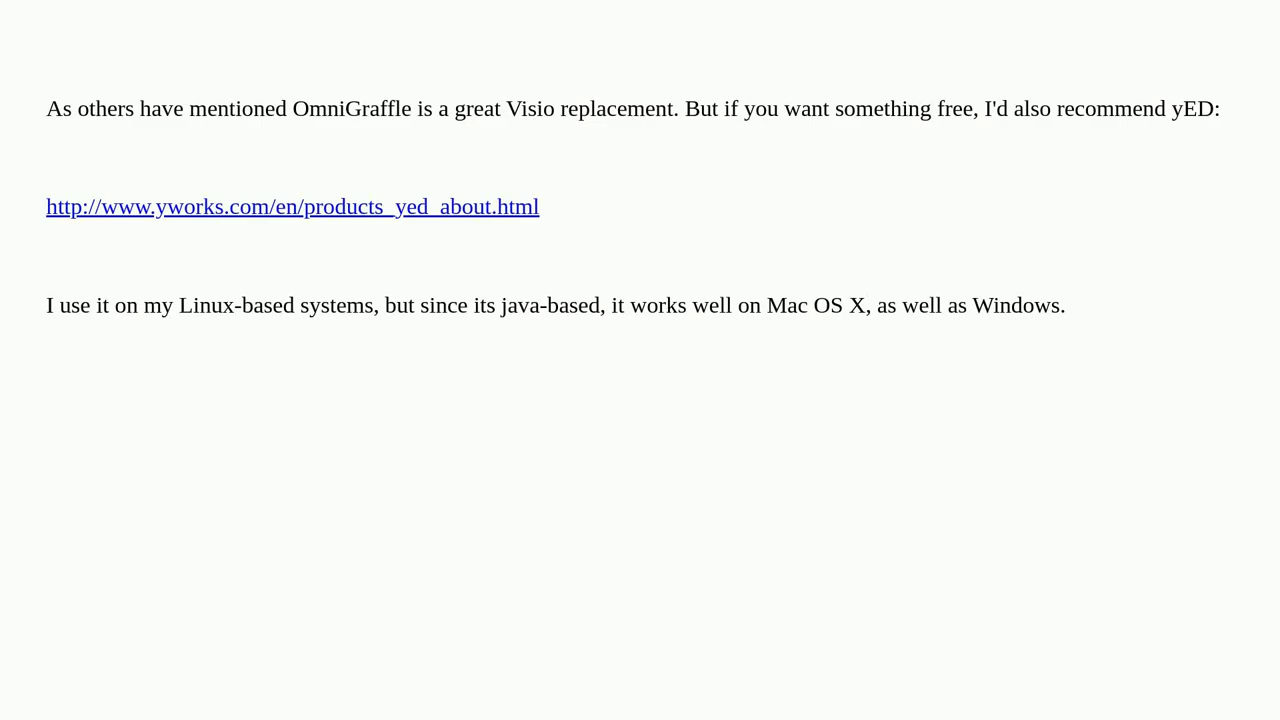 As others have mentioned OmniGraffle is a great Visio replacement. But if you want something free, I'd also recommend yED:
http://www.yworks.com/en/products_yed_about.html
I use it on my Linux-based systems, but since its java-based, it works well on Mac OS X, as well as Windows.